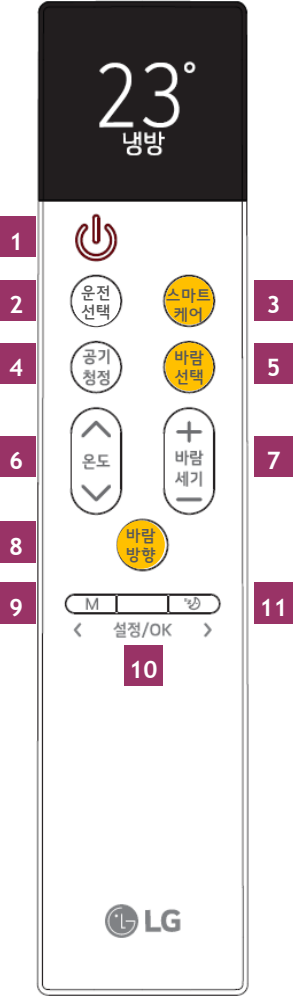 23°
냉방
1
2
운전
선택
스마트
케어
3
4
공기
청정
바람
선택
5
6
온도
+
바람
세기
−
7
8
바람
방향
9
M
11
< 설정/OK >
10
LG